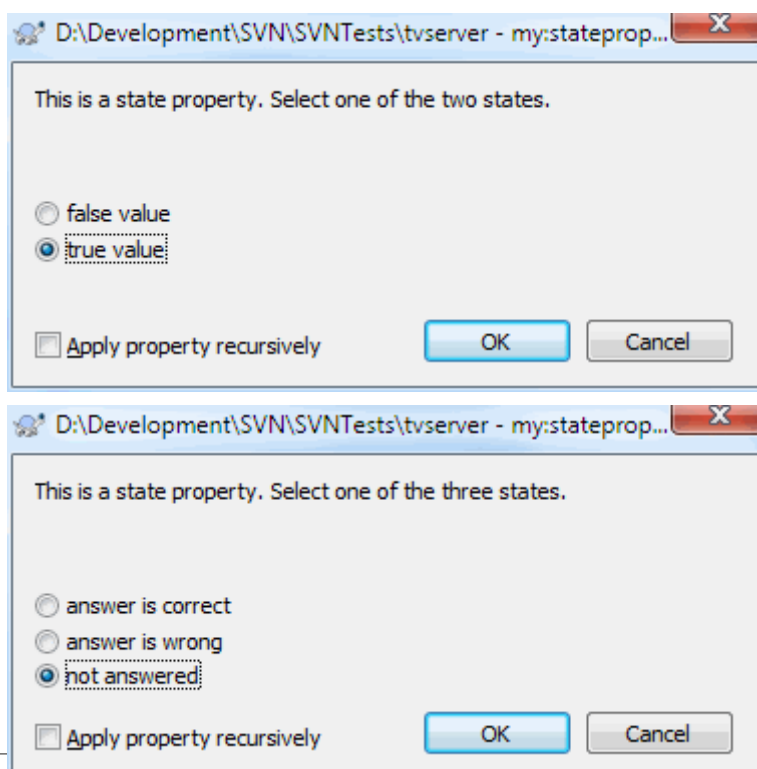 D:\Development\SVN\SVNTests\tvserver - my:stateprop...
This is a state property. Select one of the two states.
false value
true value
Apply property recursively
OK
Cancel
D:\Development\SVN\SVNTests\tvserver - my:stateprop...
This is a state property. Select one of the three states.
answer is correct
answer is wrong
not answered
Apply property recursively
OK
Cancel